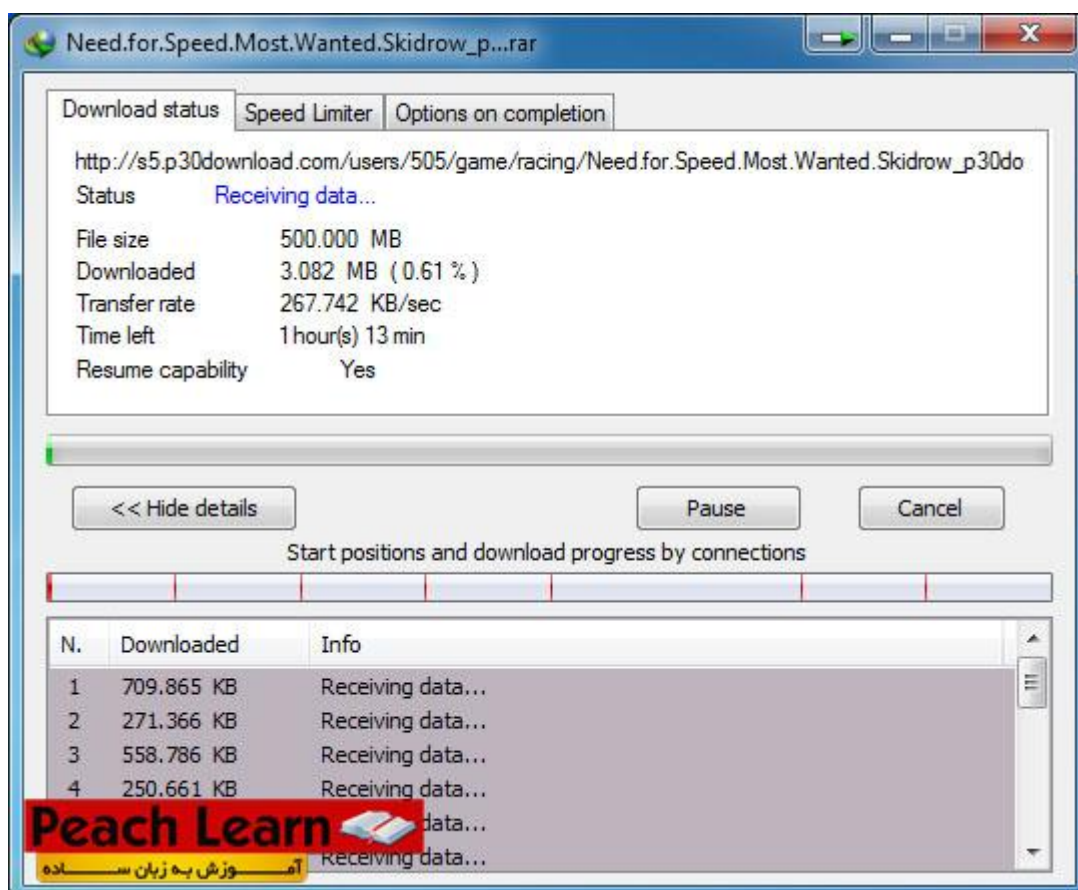 Need.for.Speed.Most.Wanted.Skidrow_p...rar
Download status Speed Limiter Options on completion
http://s5.p30download.com/users/505/game/racing/Need.for.Speed.Most.Wanted.Skidrow_p30do
Status Receiving data...
File size 500.000 MB
Downloaded 3.082 MB ( 0.61 % )
Transfer rate 267.742 KB/sec
Time left 1 hour(s) 13 min
Resume capability Yes
<< Hide details Pause Cancel
Start positions and download progress by connections
N. Downloaded Info
1 709.865 KB Receiving data...
2 271.366 KB Receiving data...
3 558.786 KB Receiving data...
4 250.661 KB Receiving data...
Peach Learn data...
آمـــوزش به زبان ســـاده Receiving data...